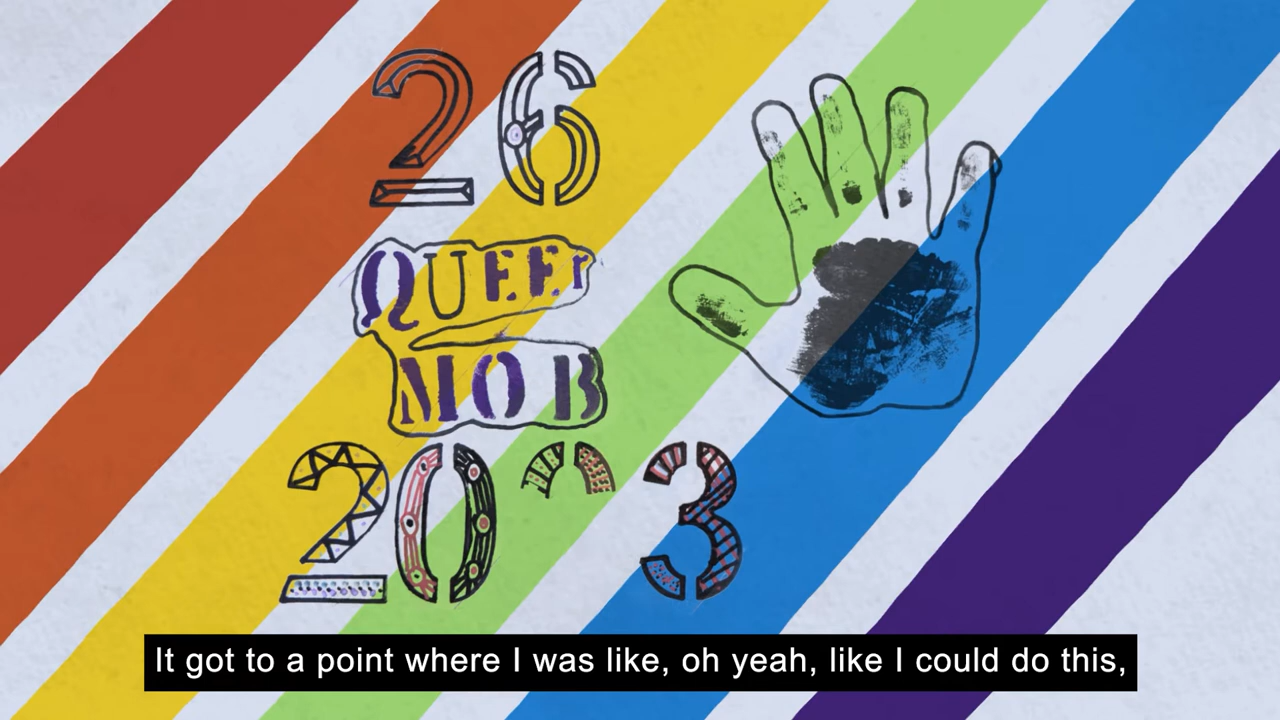 26
QUEEr
MOB
2023
It got to a point where I was like, oh yeah, like I could do this,